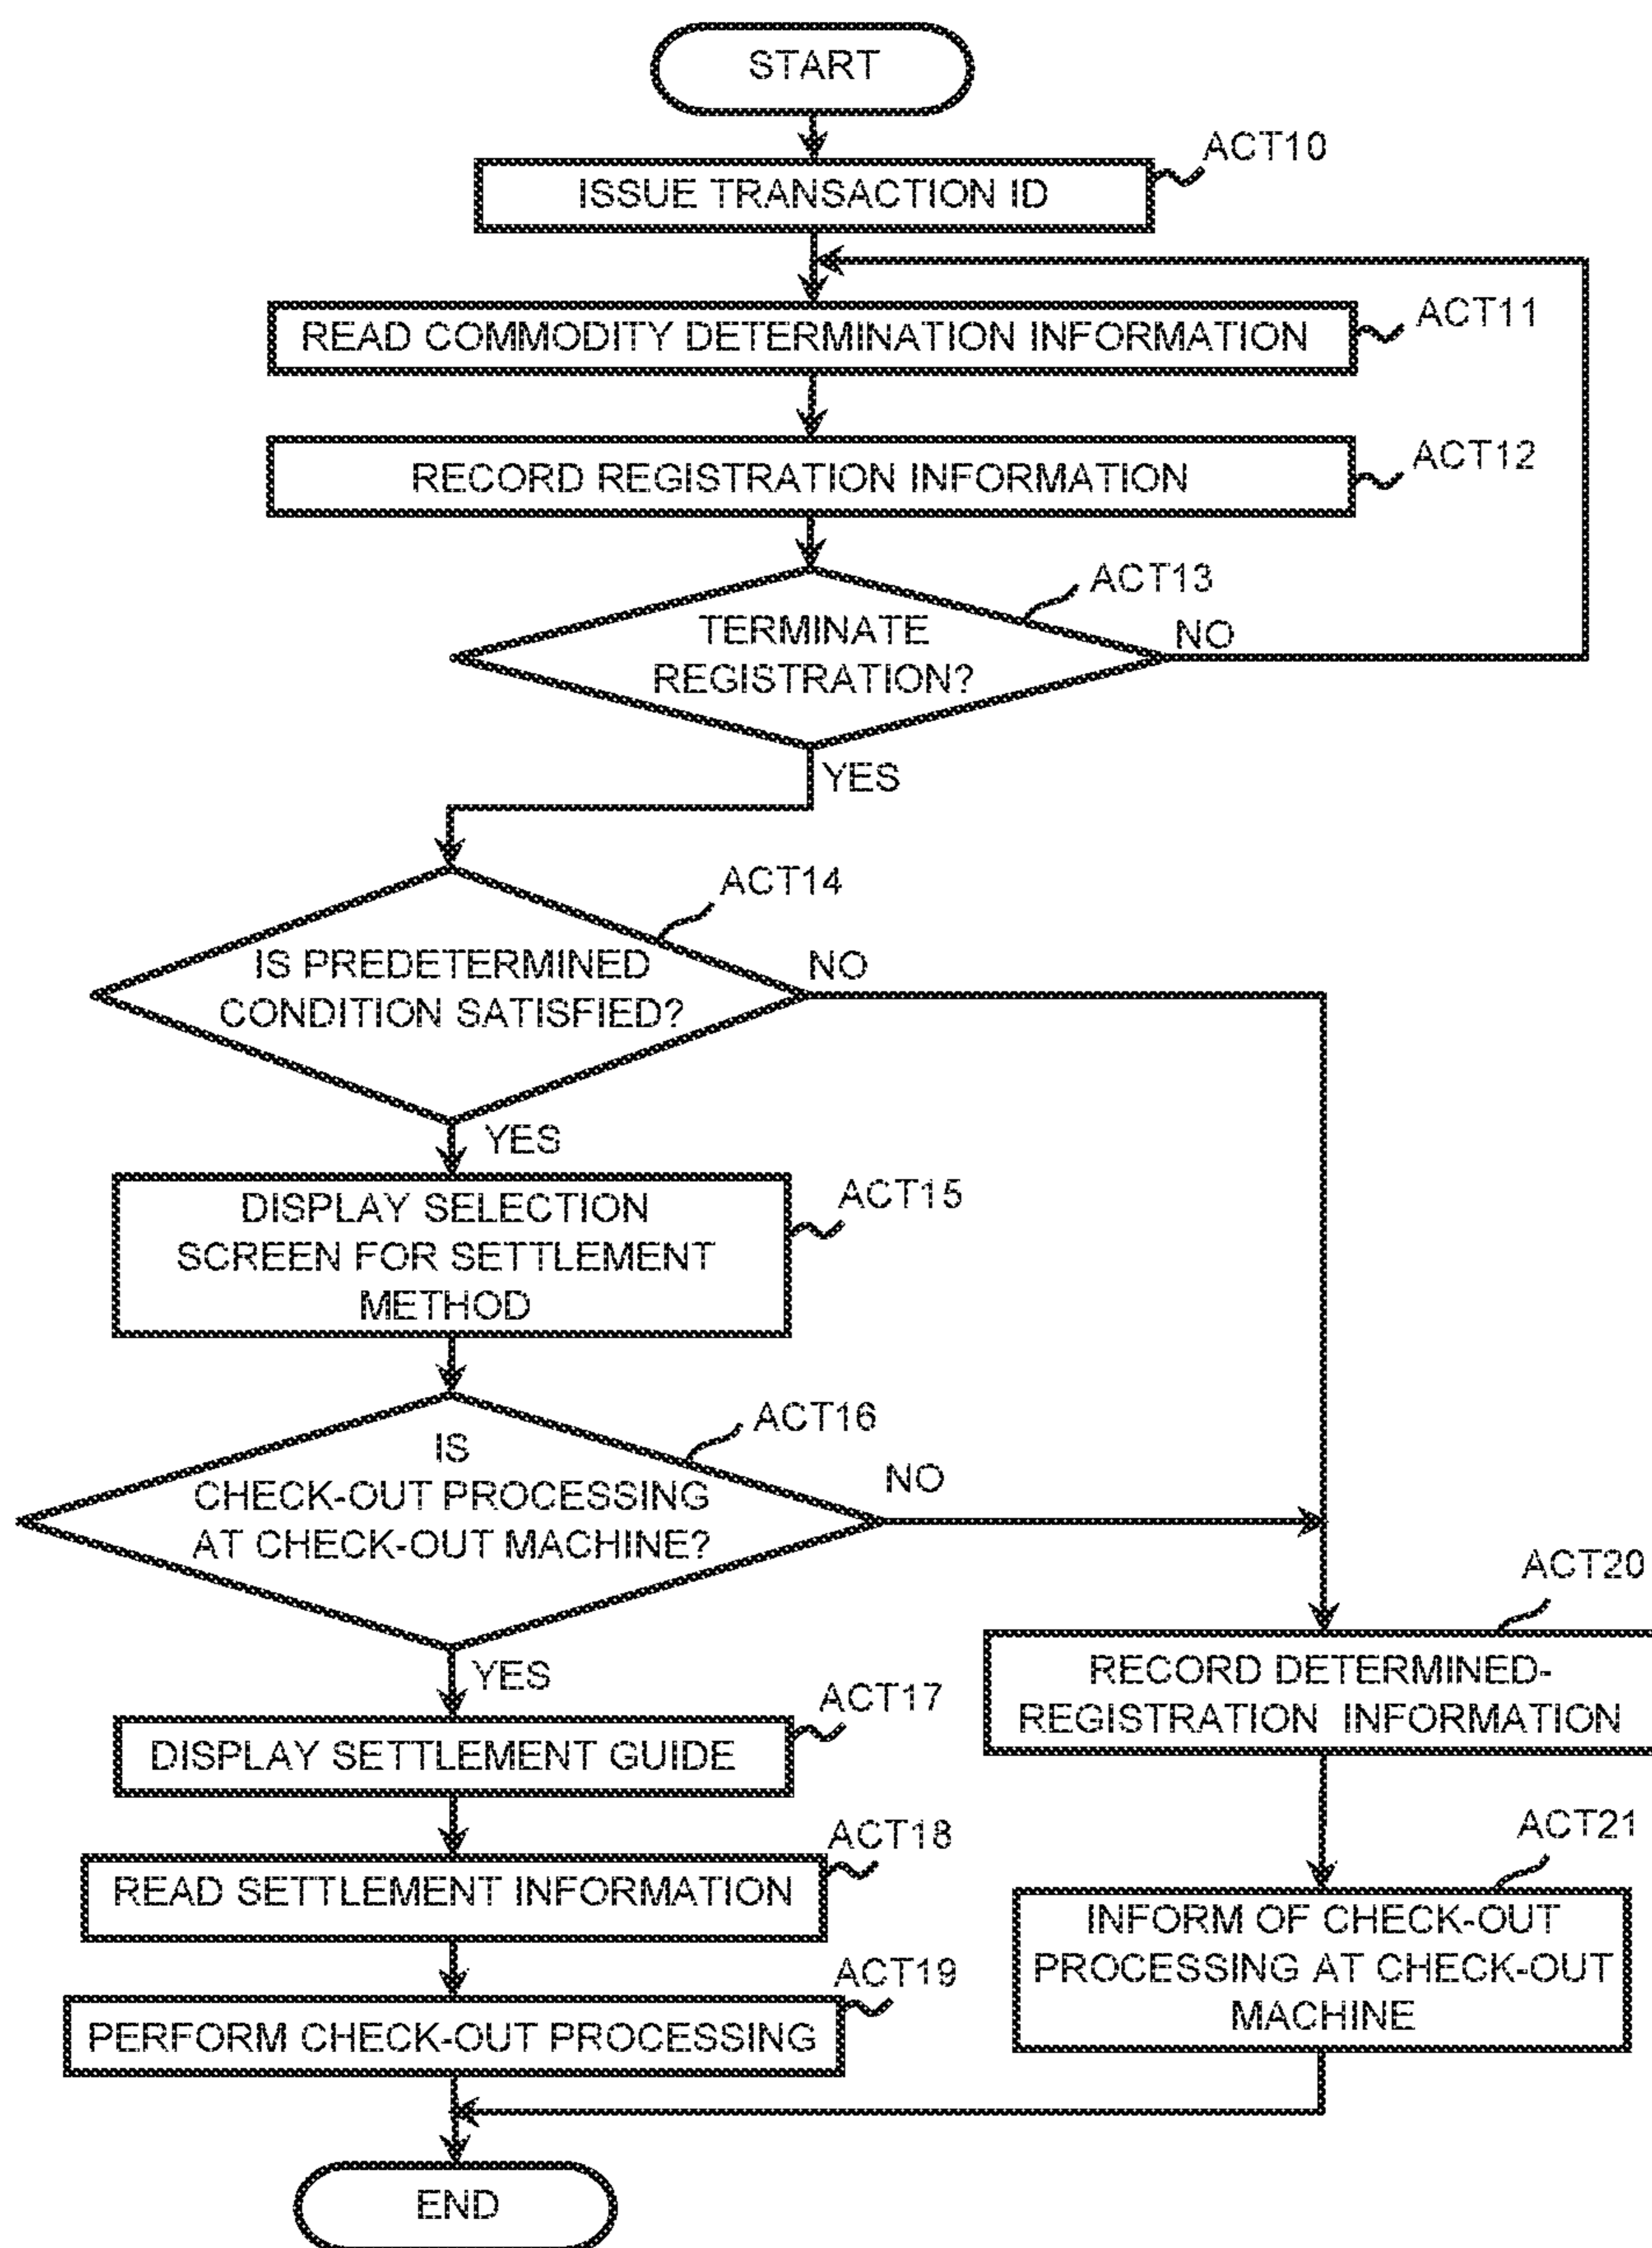 START
ACT10
ISSUE TRANSACTION ID
ACT11
READ COMMODITY DETERMINATION INFORMATION
ACT12
RECORD REGISTRATION INFORMATION
ACT13
TERMINATE
REGISTRATION?
NO
YES
ACT14
IS PREDETERMINED
CONDITION SATISFIED?
NO
YES
ACT15
DISPLAY SELECTION
SCREEN FOR SETTLEMENT
METHOD
ACT16
IS
CHECK-OUT PROCESSING
AT CHECK-OUT MACHINE?
NO
YES
ACT17
DISPLAY SETTLEMENT GUIDE
ACT18
READ SETTLEMENT INFORMATION
ACT19
PERFORM CHECK-OUT PROCESSING
ACT20
RECORD DETERMINED-
REGISTRATION INFORMATION
ACT21
INFORM OF CHECK-OUT
PROCESSING AT CHECK-OUT
MACHINE
END